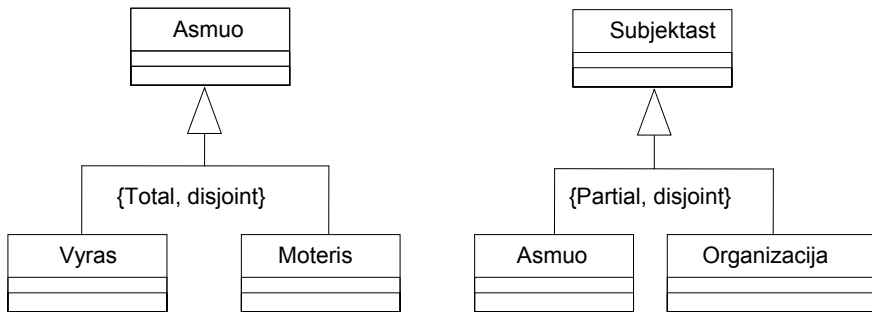 Asmuo
Subjektast
{Total, disjoint}
{Partial, disjoint}
Vyras
Moteris
Asmuo
Organizacija